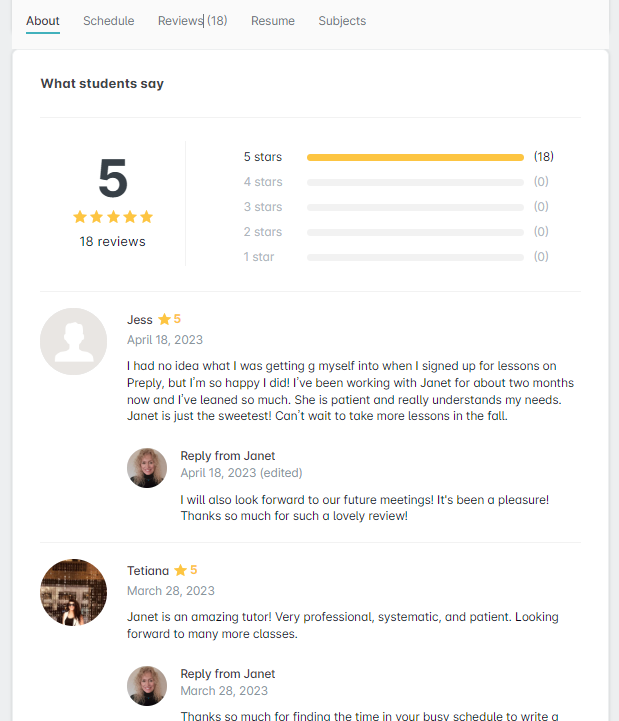 About Schedule Reviews (18) Resume Subjects
What students say
5
18 reviews
5 stars (18)
4 stars (0)
3 stars (0)
2 stars (0)
1 star (0)
Jess 5
April 18, 2023
I had no idea what I was getting g myself into when I signed up for lessons on
Preply, but I'm so happy I did! I've been working with Janet for about two months
now and I've leaned so much. She is patient and really understands my needs.
Janet is just the sweetest! Can't wait to take more lessons in the fall.
Reply from Janet
April 18, 2023 (edited)
I will also look forward to our future meetings! It's been a pleasure!
Thanks so much for such a lovely review!
Tetiana 5
March 28, 2023
Janet is an amazing tutor! Very professional, systematic, and patient. Looking
forward to many more classes.
Reply from Janet
March 28, 2023
Thanks so much for finding the time in your busy schedule to write a